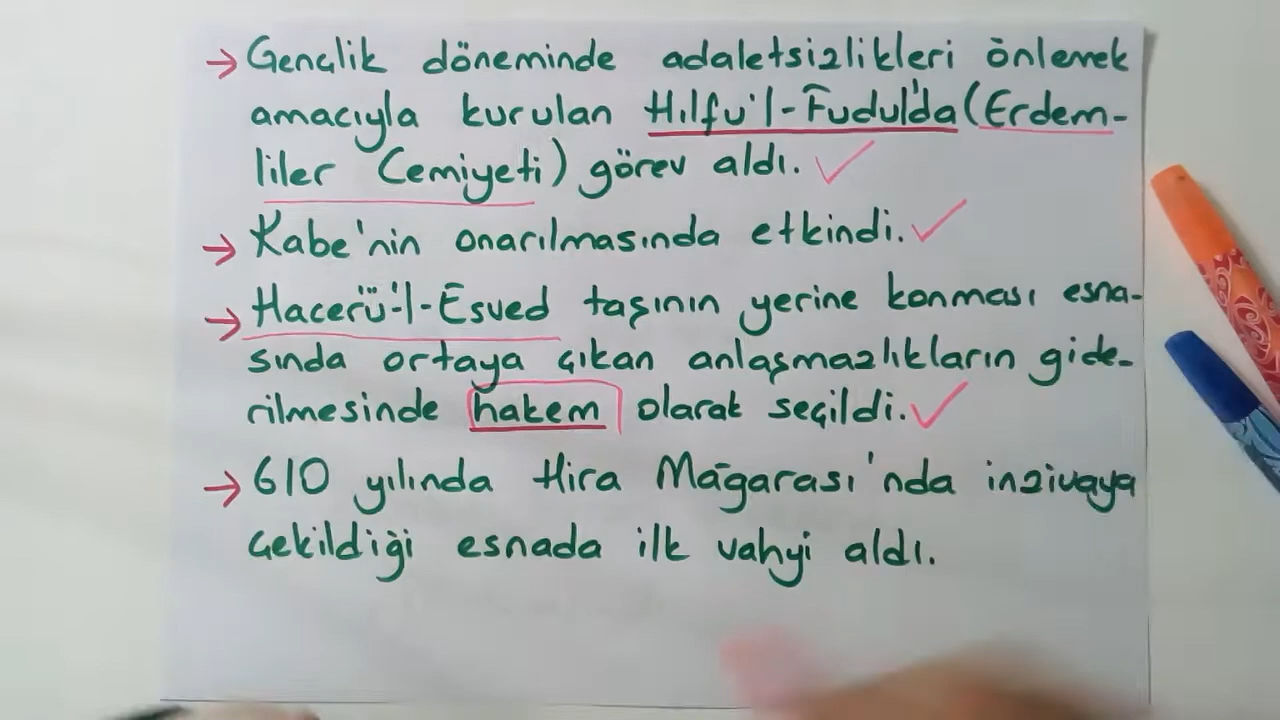 → Gençlik döneminde adaletsizlikleri önlemek
amacıyla kurulan Hılfu'l-Fudul'da (Erdem-
liler Cemiyeti) görev aldı. ✓
→ Kabe'nin onarılmasında etkindi. ✓
→ Hacerü'l-Esved taşının yerine konması esna-
sında ortaya çıkan anlaşmazlıkların gide-
rilmesinde hakem olarak seçildi. ✓
→ 610 yılında Hira Mağarası'nda inzivaya
çekildiği esnada ilk vahyi aldı.